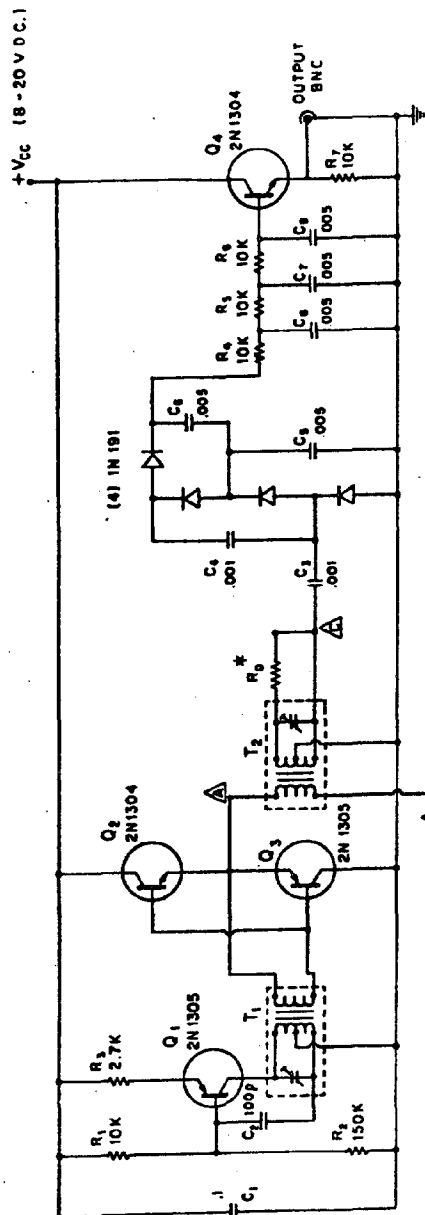 +VCC (8-20 V D C.)
R1
10K
R3
2.7K
Q1
2N1305
C2
100p
R2
150K
.1
C1
T1
Q2
2N1304
Q3
2N1305
A
T2
RD*
C3
.001
C4
.001
(4) 1N191
C6
.005
C5
.005
R4
10K
R5
10K
R6
10K
C6
.005
C7
.005
C8
.005
Q4
2N1304
OUTPUT
BNC
R7
10K